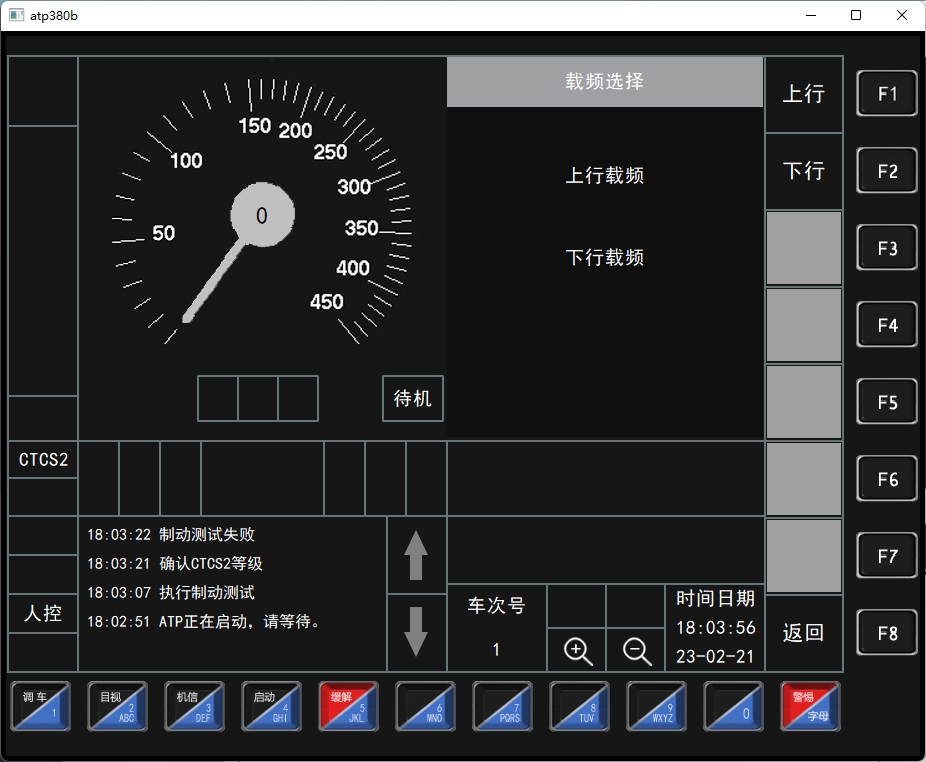 atp380b
载频选择
上行
F1
150
200
100
250
下行
F2
上行载频
300
0
50
350
F3
下行载频
400
450
F4
待机
F5
CTCS2
F6
18:03:22 制动测试失败
18:03:21 确认CTCS2等级
F7
18:03:07 执行制动测试
人控
18:02:51 ATP正在启动，请等待。
车次号
1
时间日期
18:03:56
23-02-21
返回
F8
调车
1
目视
2
ABC
机信
3
DEF
启动
4
GHI
缓解
5
JKL
6
MNO
7
PQRS
8
TUV
9
WXYZ
0
警惕
字母